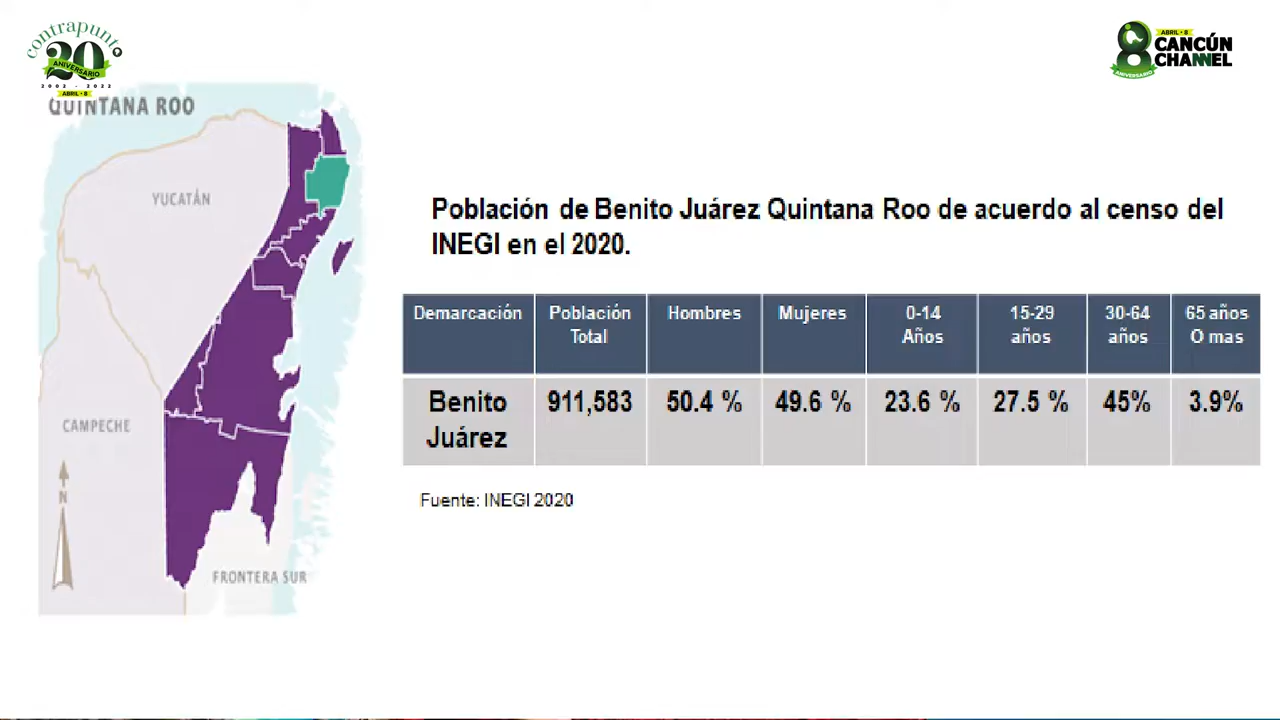 contrapunto
20
ANIVERSARIO
2002 - 2022
ABRIL - 8
8
ANIVERSARIO
ABRIL - 8
CANCÚN
CHANNEL
QUINTANA ROO
YUCATÁN
CAMPECHE
N
FRONTERA SUR
Población de Benito Juárez Quintana Roo de acuerdo al censo del
INEGI en el 2020.
Demarcación Población Total Hombres Mujeres 0-14 Años 15-29 años 30-64 años 65 años O mas
Benito Juárez 911,583 50.4 % 49.6 % 23.6 % 27.5 % 45% 3.9%
Fuente: INEGI 2020